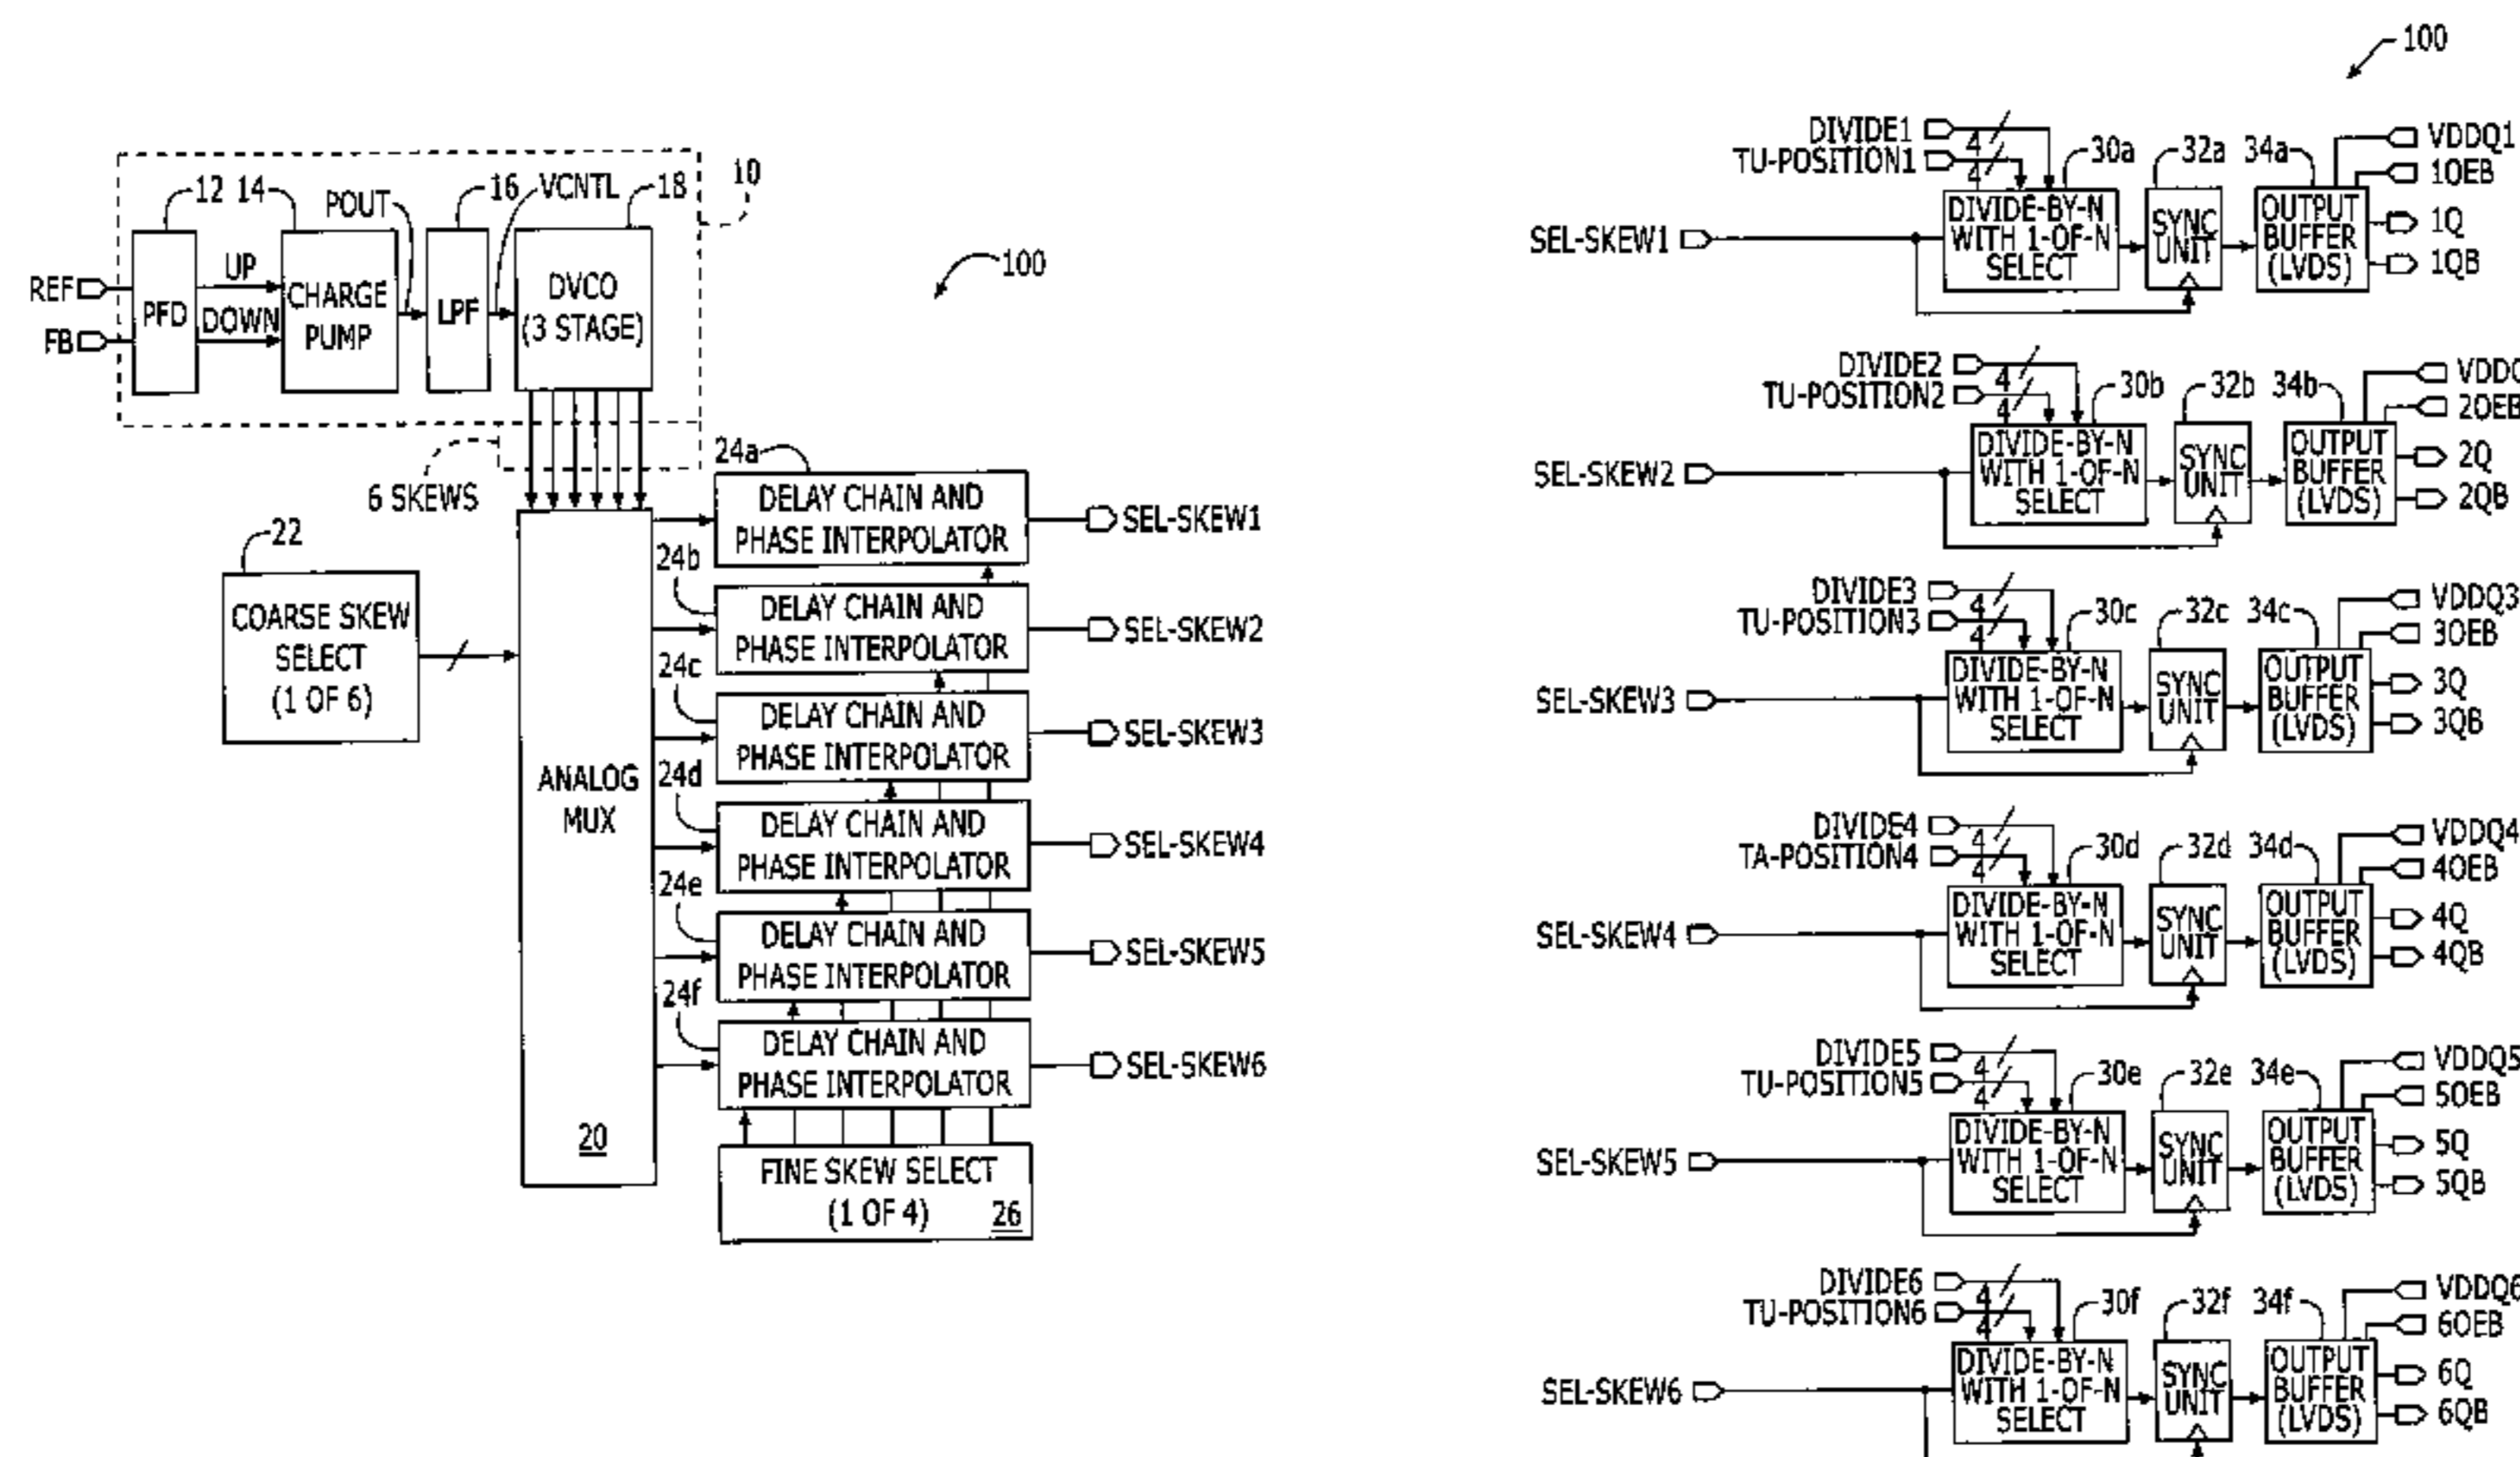 100
12
14
POUT
16
VCNTL
18
10
REF
FB
PFD
UP
DOWN
CHARGE
PUMP
LPF
DVCO
(3 STAGE)
100
6 SKEWS
22
COARSE SKEW
SELECT
(1 OF 6)
ANALOG
MUX
20
24a
DELAY CHAIN AND
PHASE INTERPOLATOR
SEL-SKEW1
24b
DELAY CHAIN AND
PHASE INTERPOLATOR
SEL-SKEW2
24c
DELAY CHAIN AND
PHASE INTERPOLATOR
SEL-SKEW3
24d
DELAY CHAIN AND
PHASE INTERPOLATOR
SEL-SKEW4
24e
DELAY CHAIN AND
PHASE INTERPOLATOR
SEL-SKEW5
24f
DELAY CHAIN AND
PHASE INTERPOLATOR
SEL-SKEW6
FINE SKEW SELECT
(1 OF 4)
26
DIVIDE1
4
TU-POSITION1
4
30a
32a
34a
VDDQ1
1OEB
SEL-SKEW1
DIVIDE-BY-N
WITH 1-OF-N
SELECT
SYNC
UNIT
OUTPUT
BUFFER
(LVDS)
1Q
1QB
DIVIDE2
4
TU-POSITION2
4
30b
32b
34b
2OEB
SEL-SKEW2
DIVIDE-BY-N
WITH 1-OF-N
SELECT
SYNC
UNIT
OUTPUT
BUFFER
(LVDS)
2Q
2QB
DIVIDE3
4
TU-POSITION3
4
30c
32c
34c
VDDQ3
3OEB
SEL-SKEW3
DIVIDE-BY-N
WITH 1-OF-N
SELECT
SYNC
UNIT
OUTPUT
BUFFER
(LVDS)
3Q
3QB
DIVIDE4
4
TA-POSITION4
4
30d
32d
34d
VDDQ4
4OEB
SEL-SKEW4
DIVIDE-BY-N
WITH 1-OF-N
SELECT
SYNC
UNIT
OUTPUT
BUFFER
(LVDS)
4Q
4QB
DIVIDE5
4
TU-POSITION5
4
30e
32e
34e
VDDQ5
5OEB
SEL-SKEW5
DIVIDE-BY-N
WITH 1-OF-N
SELECT
SYNC
UNIT
OUTPUT
BUFFER
(LVDS)
5Q
5QB
DIVIDE6
4
TU-POSITION6
4
30f
32f
34f
VDDQ6
6OEB
SEL-SKEW6
DIVIDE-BY-N
WITH 1-OF-N
SELECT
SYNC
UNIT
OUTPUT
BUFFER
(LVDS)
6Q
6QB